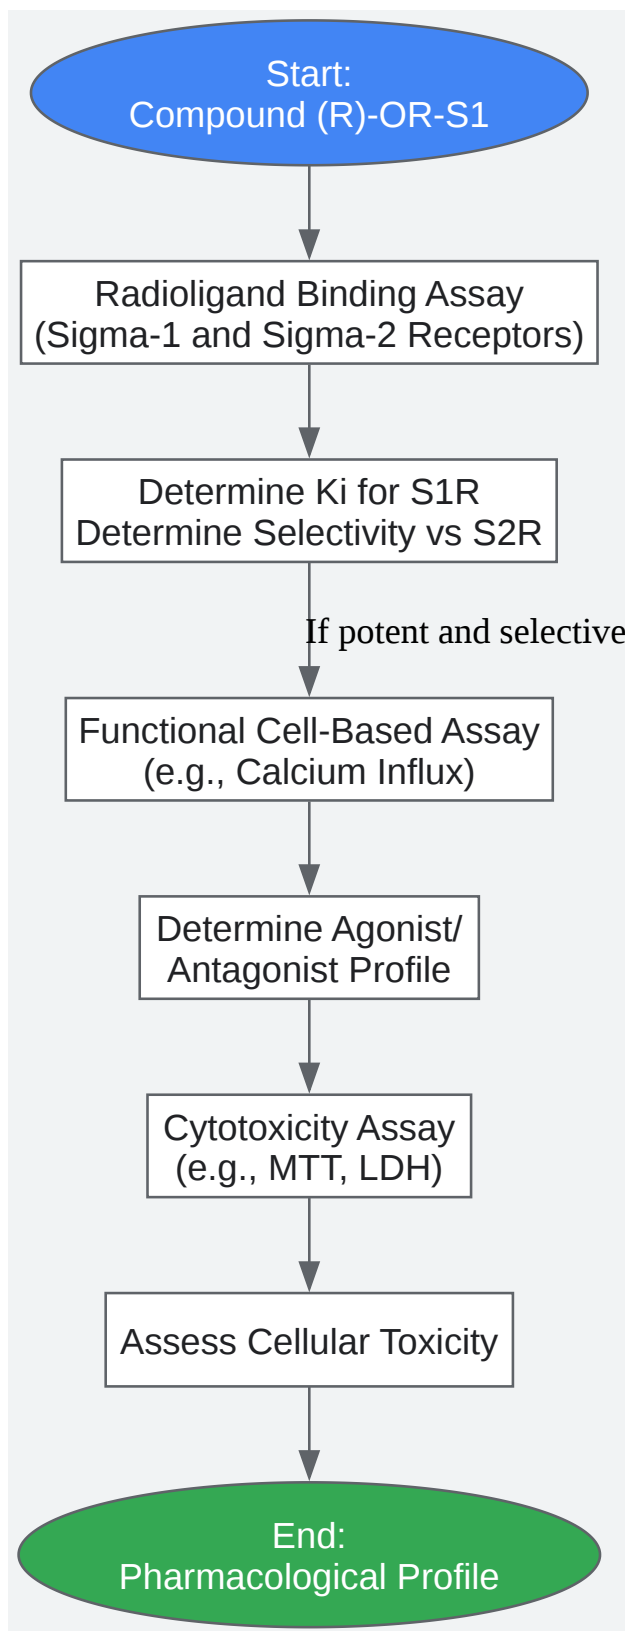 Start:
Compound (R)-OR-S1
Radioligand Binding Assay
(Sigma-1 and Sigma-2 Receptors)
Determine Ki for S1R
Determine Selectivity vs S2R
If potent and selective
Functional Cell-Based Assay
(e.g., Calcium Influx)
Determine Agonist/
Antagonist Profile
Cytotoxicity Assay
(e.g., MTT, LDH)
Assess Cellular Toxicity
End:
Pharmacological Profile